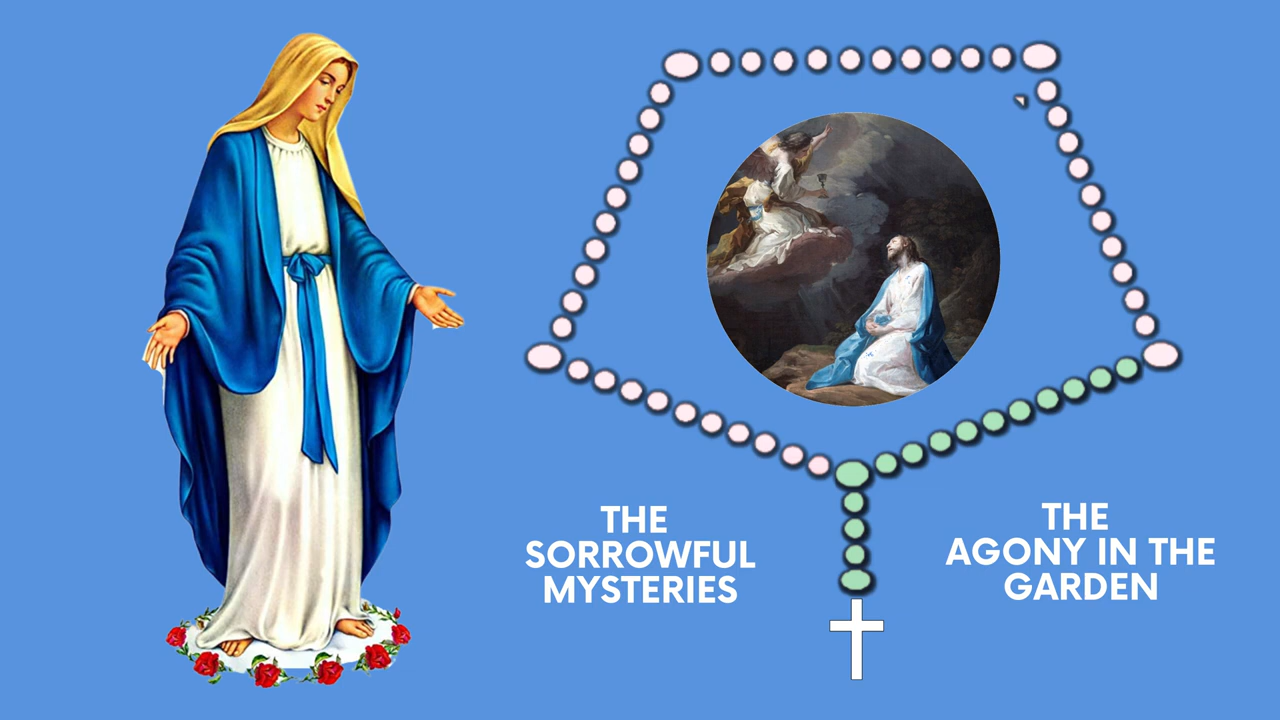 THE
SORROWFUL
MYSTERIES
THE
AGONY IN THE
GARDEN